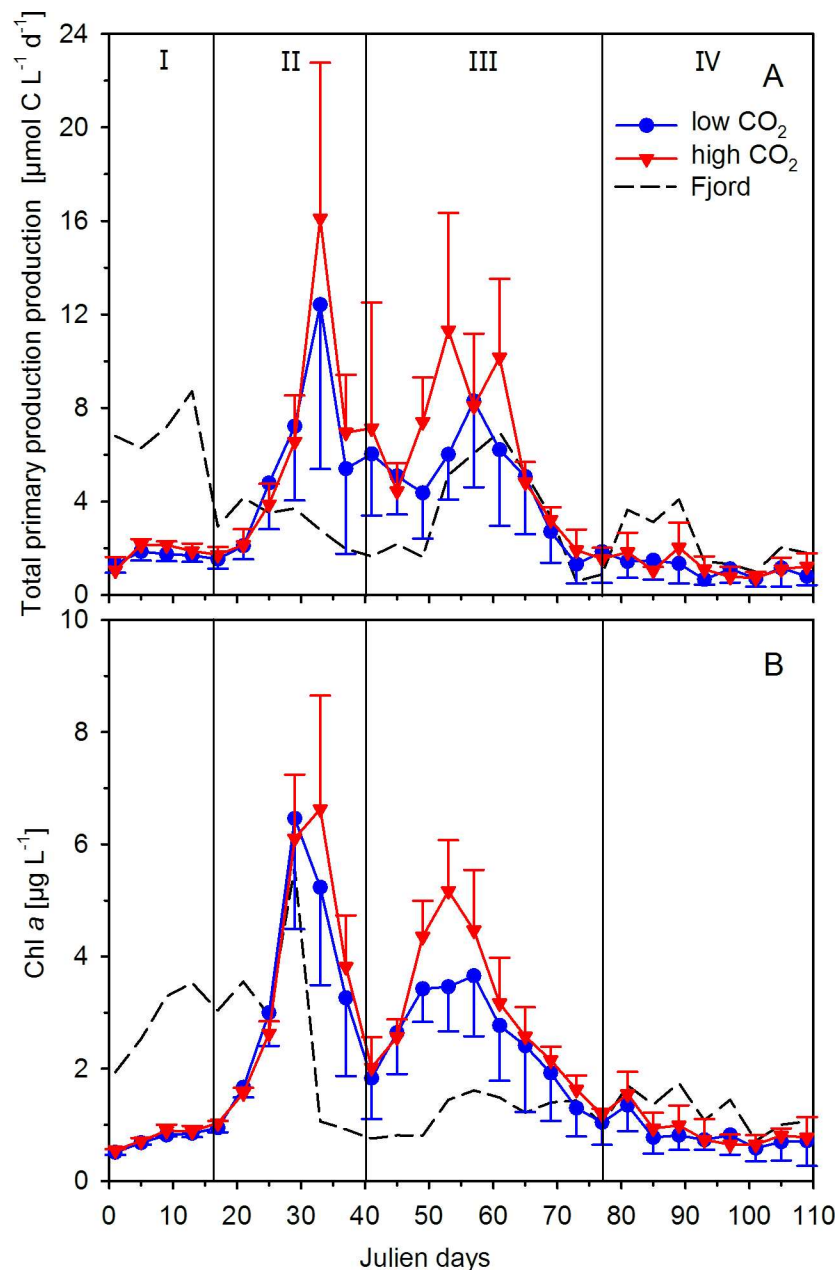 I II III IV
A
low CO2
high CO2
Fjord
Total primary production production [µmol C L-1 d-1]
24
20
16
12
8
4
0
B
Chl a [µg L-1]
10
8
6
4
2
0
0 10 20 30 40 50 60 70 80 90 100 110
Julien days